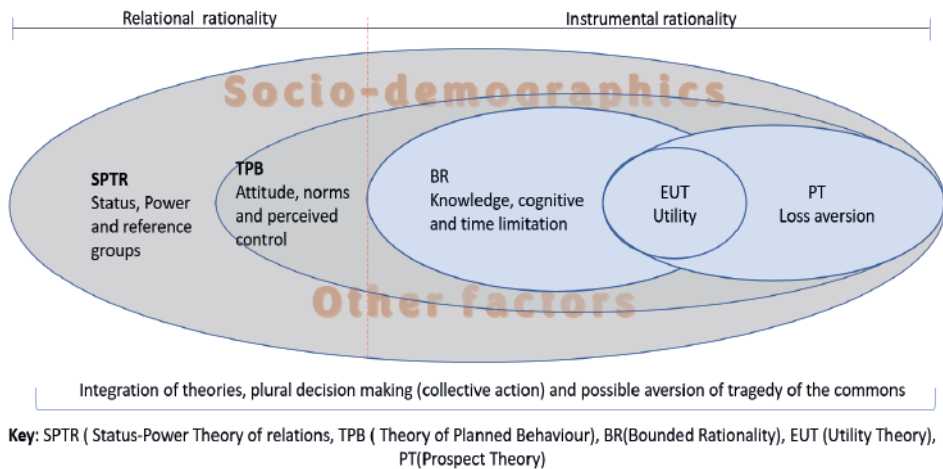 Relational rationality
Instrumental rationality
Socio-demographics
SPTR
Status, Power
and reference
groups
TPB
Attitude, norms
and perceived
control
BR
Knowledge, cognitive
and time limitation
EUT
Utility
PT
Loss aversion
Other factors
Integration of theories, plural decision making (collective action) and possible aversion of tragedy of the commons
Key: SPTR ( Status-Power Theory of relations, TPB ( Theory of Planned Behaviour), BR(Bounded Rationality), EUT (Utility Theory),
PT(Prospect Theory)